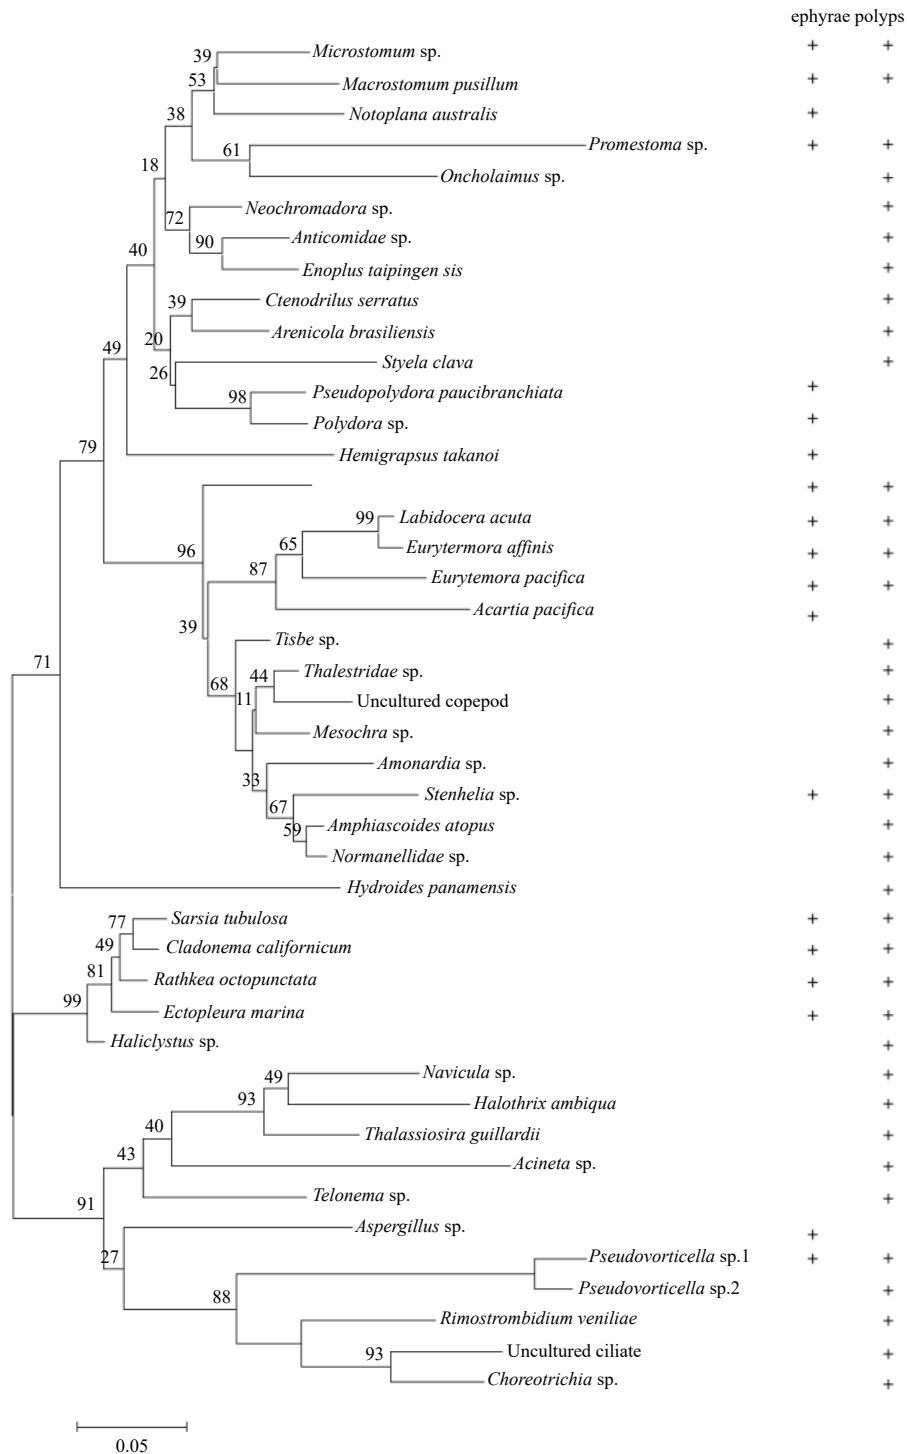 ephyrae polyps
39 Microstomum sp. + +
53 Macrostomum pusillum + +
38 Notoplana australis +
61 Promestoma sp. + +
18 Oncholaimus sp. +
72 Neochromadora sp. +
90 Anticomidae sp. +
40 Enoplus taipingen sis +
39 Ctenodrilus serratus +
20 Arenicola brasiliensis +
49 26 Styela clava +
98 Pseudopolydora paucibranchiata +
Polydora sp. +
79 Hemigrapsus takanoi +
+ +
99 Labidocera acuta + +
96 65 Eurytermora affinis + +
87 Eurytemora pacifica + +
Acartia pacifica +
39 Tisbe sp. +
71 44 Thalestridae sp. +
68 11 Uncultured copepod +
Mesochra sp. +
33 Amonardia sp. +
67 Stenhelia sp. + +
59 Amphiascoides atopus +
Normanellidae sp. +
Hydroides panamensis +
77 Sarsia tubulosa + +
49 Cladonema californicum + +
81 Rathkea octopunctata + +
99 Ectopleura marina + +
Haliclystus sp. +
49 Navicula sp. +
93 Halothrix ambiqua +
40 Thalassiosira guillardii +
43 Acineta sp. +
91 Telonema sp. +
Aspergillus sp. +
27 Pseudovorticella sp.1 + +
88 Pseudovorticella sp.2 +
Rimostrombidium veniliae +
93 Uncultured ciliate +
Choreotrichia sp. +
0.05